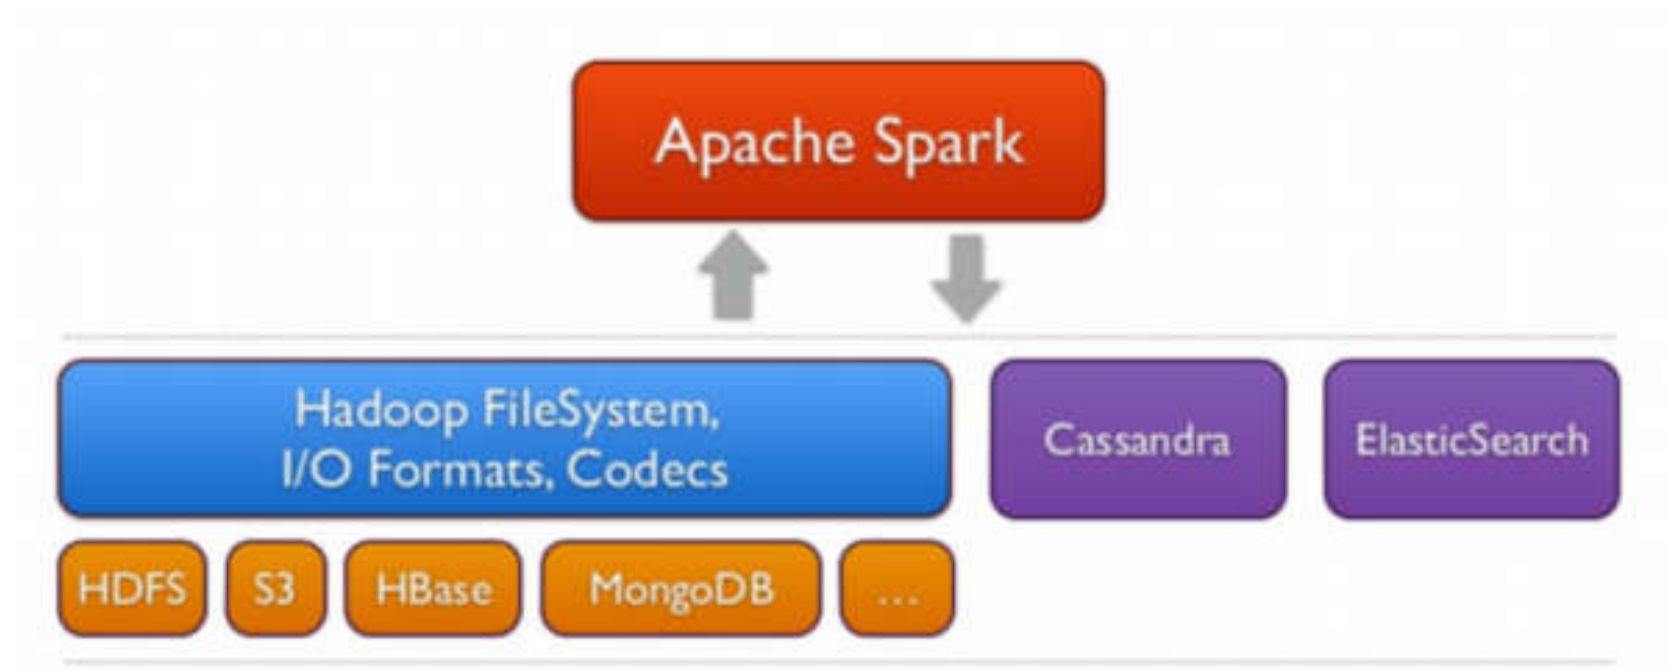 Apache Spark
Hadoop FileSystem,
I/O Formats, Codecs
Cassandra
ElasticSearch
HDFS
S3
HBase
MongoDB
...